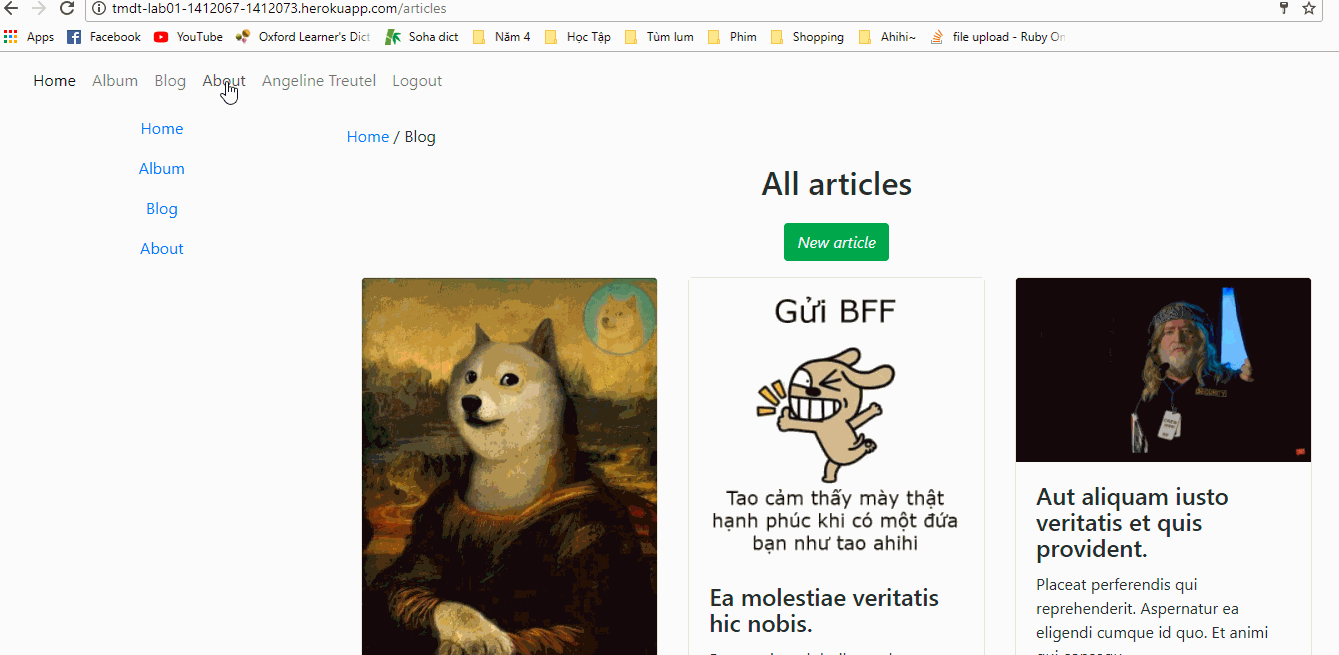 tmdt-lab01-1412067-1412073.herokuapp.com/articles
Apps Facebook YouTube Oxford Learner's Dict Soha dict Năm 4 Học Tập Tùm lum Phim Shopping Ahihi~ file upload - Ruby On
Home Album Blog About Angeline Treutel Logout
Home
Album
Blog
About
Home / Blog
All articles
New article
Gửi BFF
Tao cảm thấy mày thật
hạnh phúc khi có một đứa
bạn như tao ahihi
Ea molestiae veritatis
hic nobis.
SECURITY
Aut aliquam iusto
veritatis et quis
provident.
Placeat perferendis qui
reprehenderit. Aspernatur ea
eligendi cumque id quo. Et animi